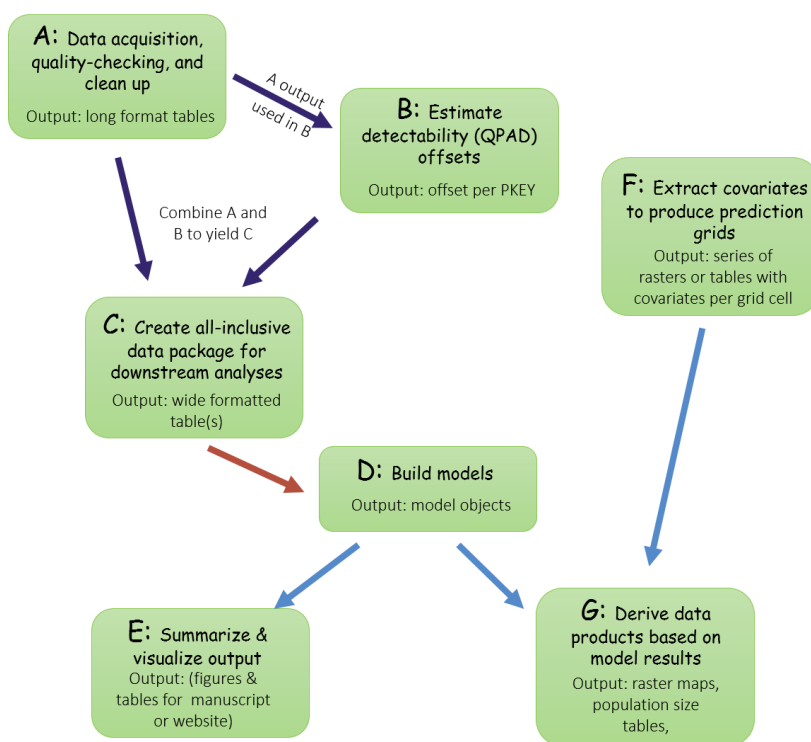 A: Data acquisition,
quality-checking, and
clean up
Output: long format tables
A output
used in B
B: Estimate
detectability (QPAD)
offsets
Output: offset per PKEY
Combine A and
B to yield C
F: Extract covariates
to produce prediction
grids
Output: series of
rasters or tables with
covariates per grid cell
C: Create all-inclusive
data package for
downstream analyses
Output: wide formatted
table(s)
D: Build models
Output: model objects
E: Summarize &
visualize output
Output: (figures &
tables for manuscript
or website)
G: Derive data
products based on
model results
Output: raster maps,
population size
tables,